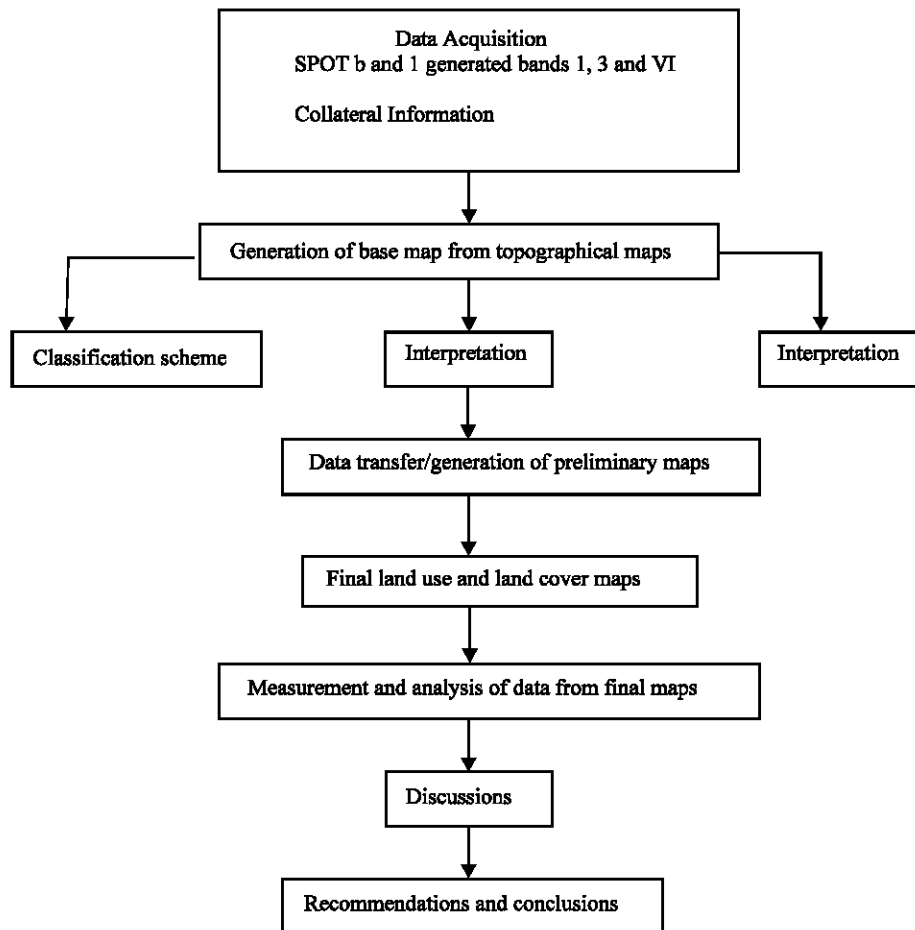 Data Acquisition
SPOT b and 1 generated bands 1, 3 and VI
Collateral Information
Generation of base map from topographical maps
Classification scheme
Interpretation
Interpretation
Data transfer/generation of preliminary maps
Final land use and land cover maps
Measurement and analysis of data from final maps
Discussions
Recommendations and conclusions